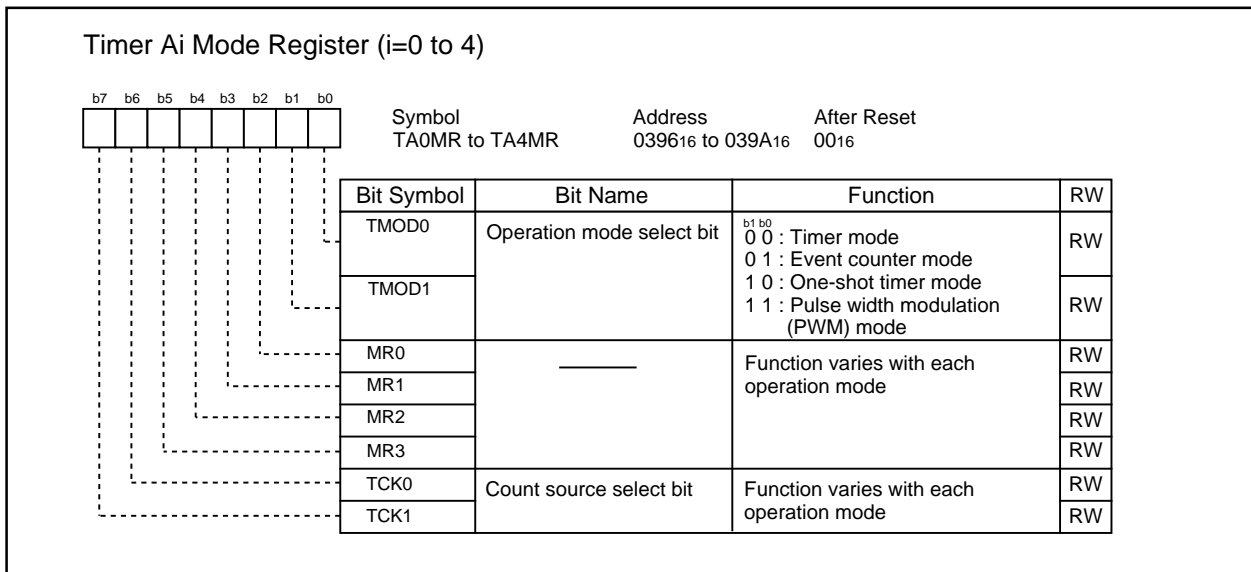 Timer Ai Mode Register (i=0 to 4)
b7 b6 b5 b4 b3 b2 b1 b0
Symbol Address After Reset
TA0MR to TA4MR 039616 to 039A16 0016
Bit Symbol Bit Name Function RW
TMOD0 Operation mode select bit b1 b0
0 0 : Timer mode RW
0 1 : Event counter mode
TMOD1 1 0 : One-shot timer mode
1 1 : Pulse width modulation RW
(PWM) mode
MR0 Function varies with each RW
MR1 operation mode RW
MR2 RW
MR3 RW
TCK0 Count source select bit Function varies with each RW
TCK1 operation mode RW